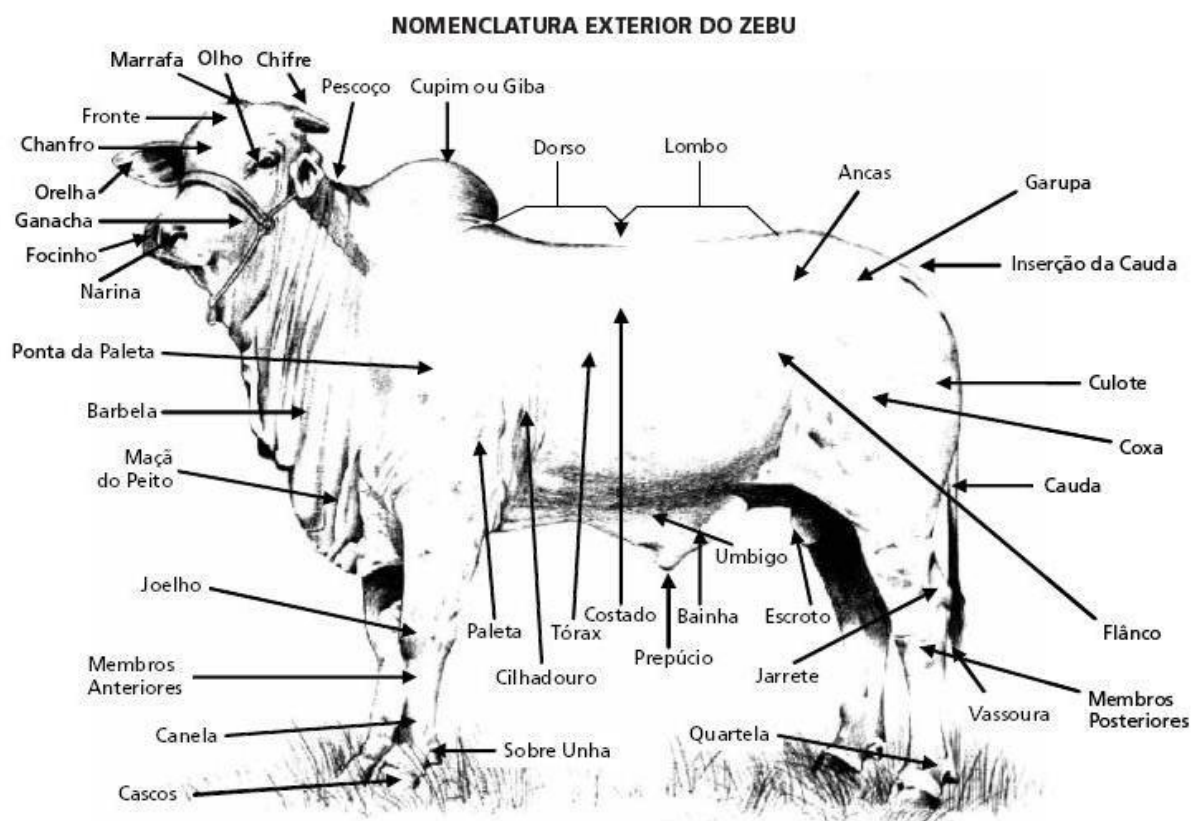 NOMENCLATURA EXTERIOR DO ZEBU
Marrafa
Olho
Chifre
Pescoço
Cupim ou Giba
Fronte
Chanfro
Orelha
Ganacha
Focinho
Narina
Dorso
Lombo
Ancas
Garupa
Inserção da Cauda
Ponta da Paleta
Barbela
Maçã
do Peito
Culote
Coxa
Cauda
Joelho
Paleta
Cilhadouro
Tórax
Costado
Prepúcio
Bainha
Umbigo
Escroto
Jarrete
Flânco
Membros
Anteriores
Vassoura
Membros
Posteriores
Canela
Sobre Unha
Quartela
Cascos